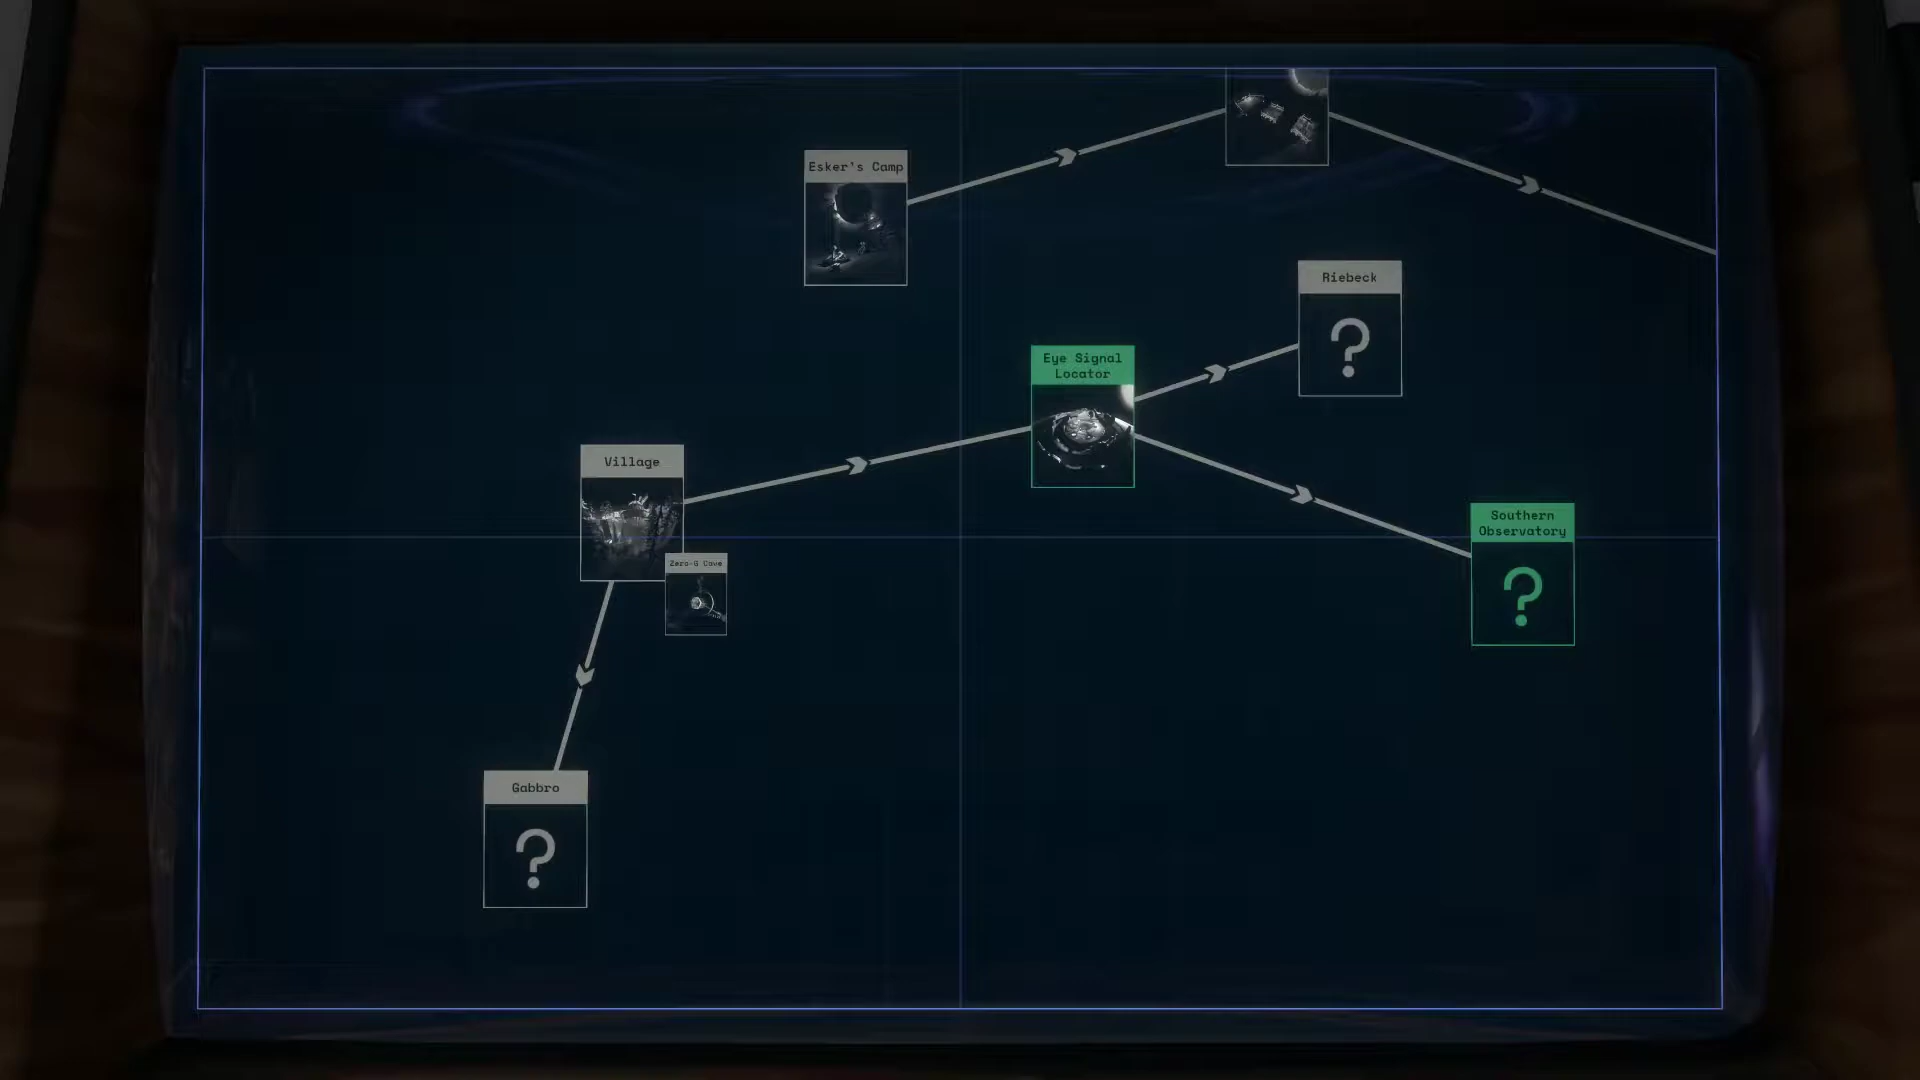 Esker's Camp
Riebeck
?
Eye Signal
Locator
Village
Southern
Observatory
?
Zero-G Cave
Gabbro
?